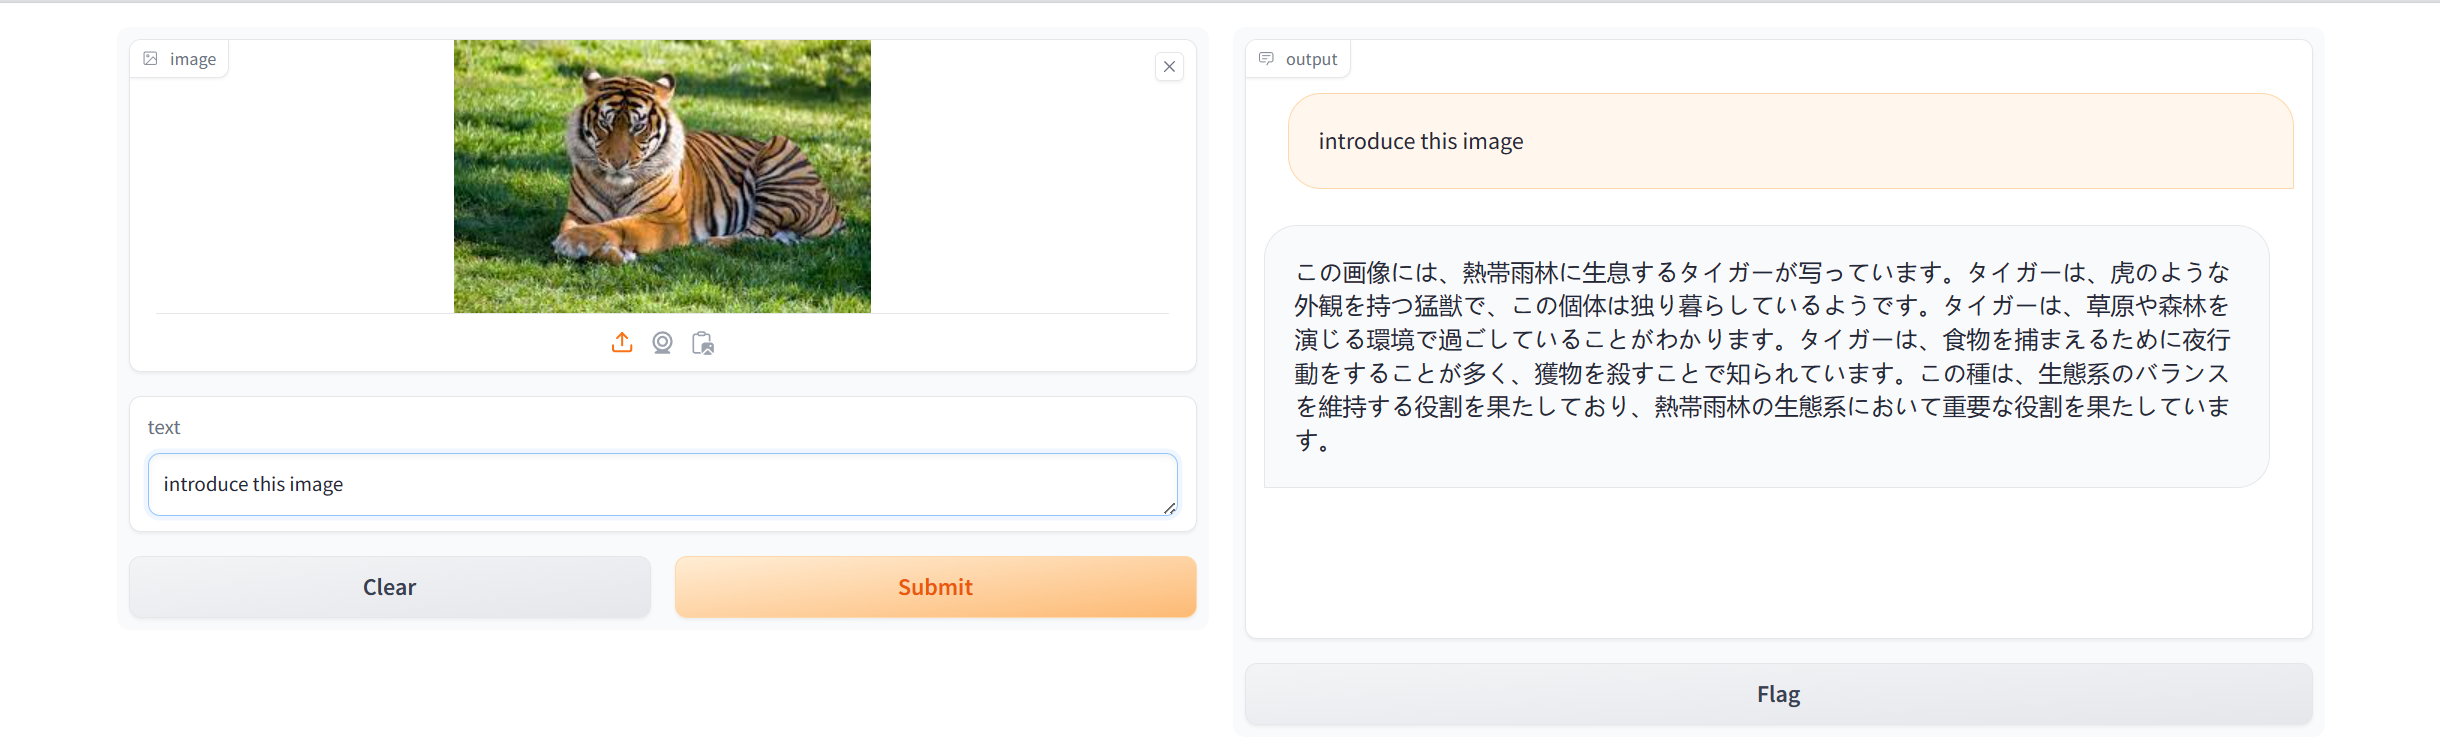 image
text
introduce this image
Clear
Submit
output
introduce this image
この画像には、熱帯雨林に生息するタイガーが写っています。タイガーは、虎のような
外観を持つ猛獣で、この個体は独り暮らしているようです。タイガーは、草原や森林を
演じる環境で過ごしていることがわかります。タイガーは、食物を捕まえるために夜行
動をすることが多く、獲物を殺すことで知られています。この種は、生態系のバランス
を維持する役割を果たしており、熱帯雨林の生態系において重要な役割を果たしていま
す。
Flag